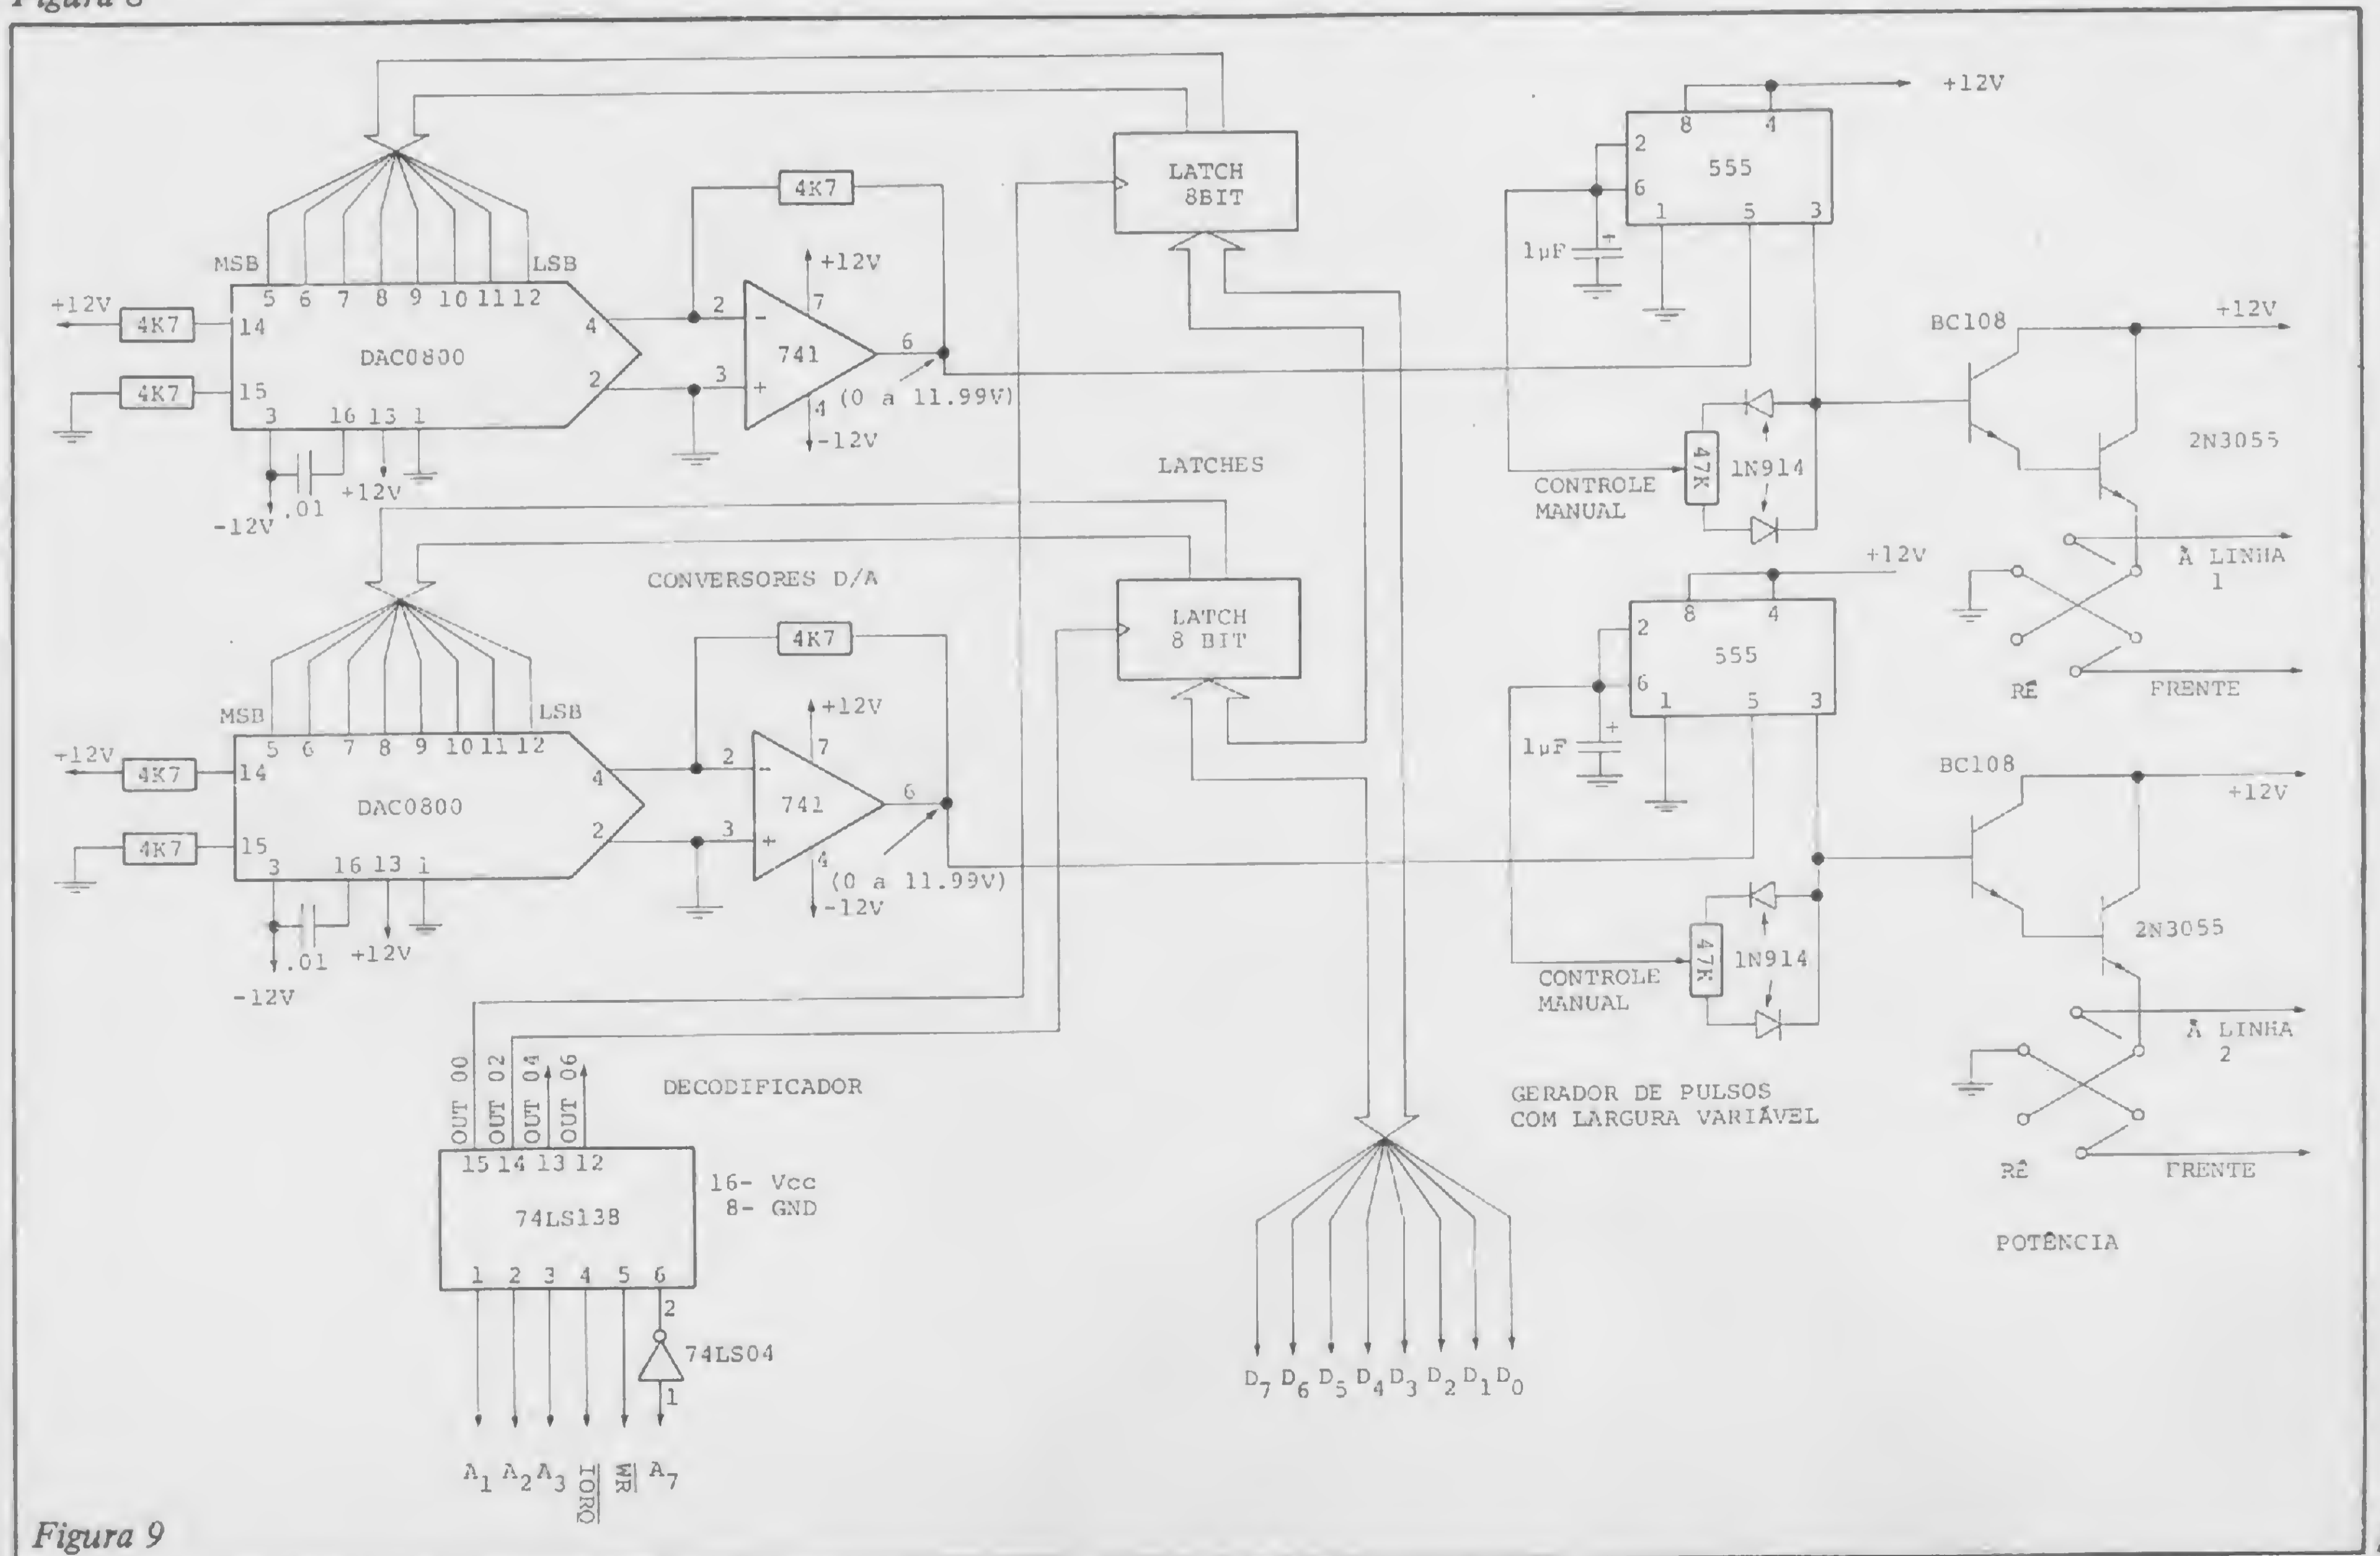 +12V
8
4
2
6
555
1
5
3
1µF
+
LATCH
8BIT
4K7
MSB
LSB
5
6
7
8
9
10
11
12
+12V
4K7
14
4
DAC0800
4K7
15
2
3
16
13
1
-12V
.01
+12V
2
-
+12V
7
741
6
3
+
4
-12V
(0 a 11.99V)
BC108
+12V
2N3055
47K
1N914
CONTROLE
MANUAL
À LINHA
1
RÊ
FRENTE
LATCHES
CONVERSORES D/A
LATCH
8 BIT
4K7
MSB
LSB
5
6
7
8
9
10
11
12
+12V
4K7
14
4
DAC0800
4K7
15
2
3
16
13
1
-12V
.01
+12V
2
-
+12V
7
741
6
3
+
4
-12V
(0 a 11.99V)
+12V
8
4
2
6
555
1
5
3
1µF
+
BC108
+12V
2N3055
47K
1N914
CONTROLE
MANUAL
À LINHA
2
RÊ
FRENTE
OUT 00
OUT 02
OUT 04
OUT 06
DECODIFICADOR
15
14
13
12
74LS138
16- Vcc
8- GND
1
2
3
4
5
6
2
74LS04
1
A1
A2
A3
IORQ
WR
A7
GERADOR DE PULSOS
COM LARGURA VARIÁVEL
POTÊNCIA
D7 D6 D5 D4 D3 D2 D1 D0
Figura 9